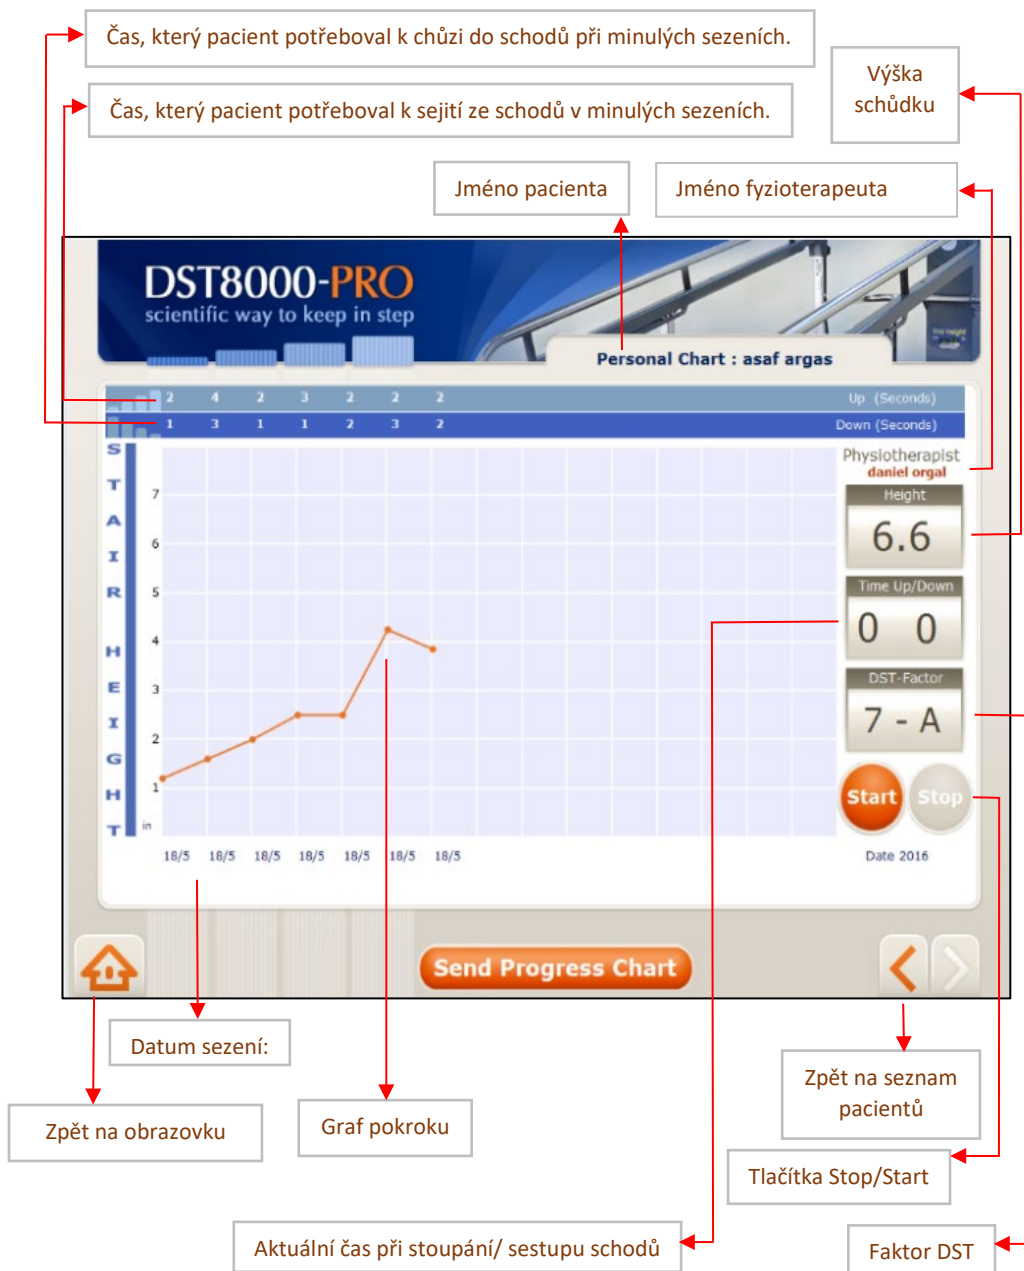 Čas, který pacient potřeboval k chůzi do schodů při minulých sezeních.
Výška
schůdku
Čas, který pacient potřeboval k sejití ze schodů v minulých sezeních.
Jméno pacienta
Jméno fyzioterapeuta
DST8000-PRO
scientific way to keep in step
Personal Chart : asaf argas
2 4 2 3 2 2 2 Up (Seconds)
1 3 1 1 2 3 2 Down (Seconds)
STAIR HEIGHT
Physiotherapist
daniel orgal
7
6
5
4
3
2
1
in
Height
6.6
Time Up/Down
0 0
DST-Factor
7 - A
Start Stop
18/5 18/5 18/5 18/5 18/5 18/5 18/5 Date 2016
Send Progress Chart
Datum sezení:
Zpět na obrazovku
Graf pokroku
Zpět na seznam
pacientů
Tlačítka Stop/Start
Aktuální čas při stoupání/ sestupu schodů
Faktor DST